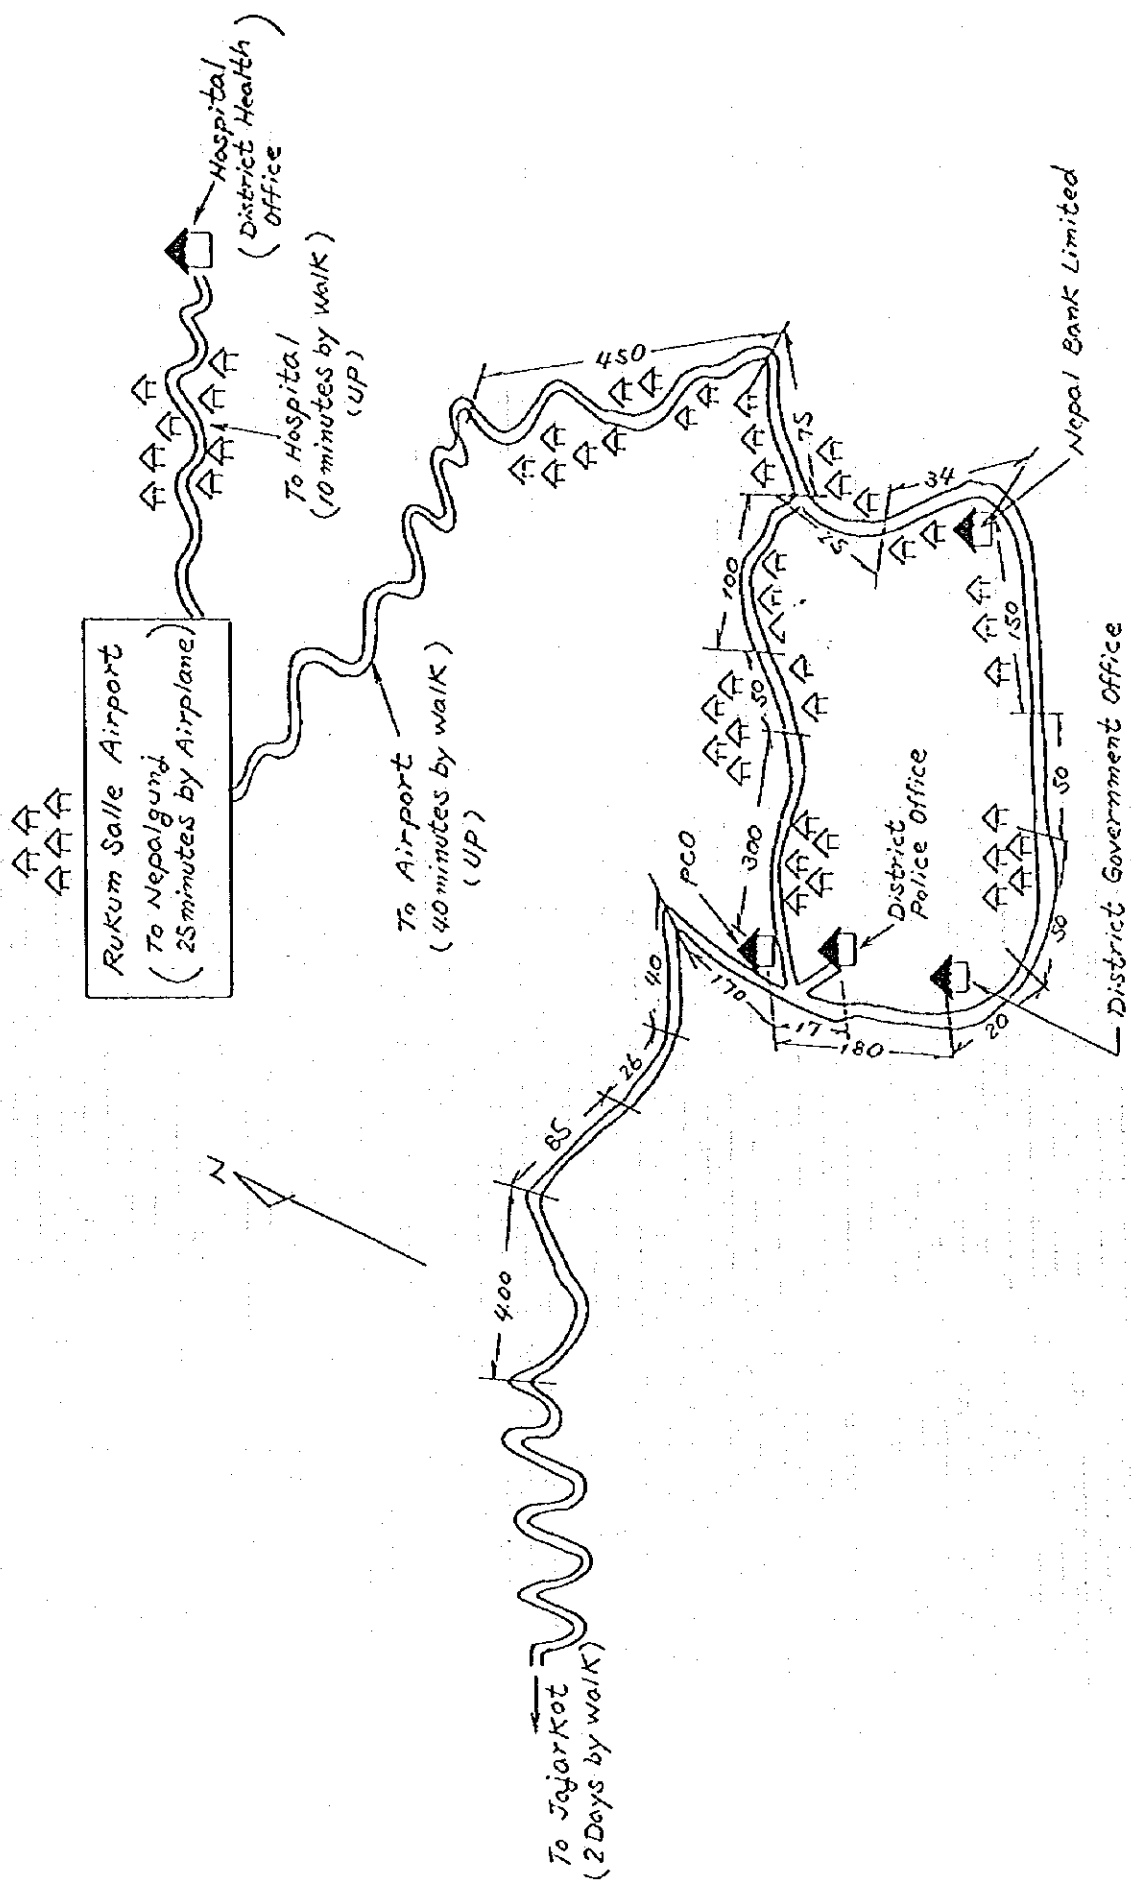 Rukum Salle Airport
(To Nepalgunj
25 minutes by Airplane)
Hospital
(District Health
Office)
To Hospital
(10 minutes by walk)
(UP)
To Airport
(40 minutes by walk)
(UP)
N
To Jajarkot
(2 Days by walk)
400
85
26
40
170
PCO
300
50
100
450
75
25
34
Nepal Bank Limited
150
50
50
20
180
17
District
Police Office
District Government Office